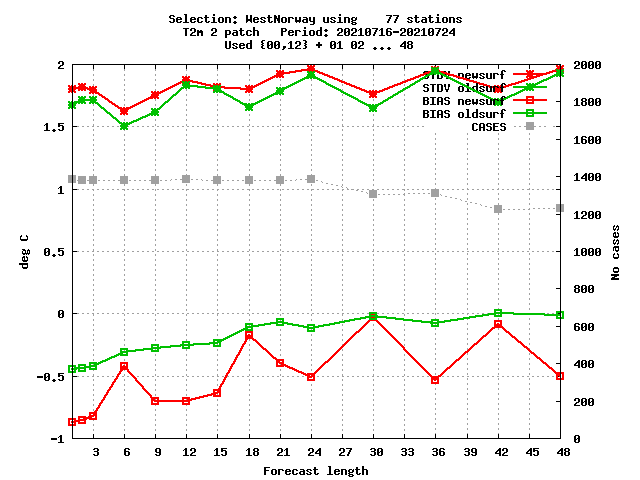 Selection: WestNorway using    77 stations
T2m 2 patch   Period: 20210716-20210724
Used {00,12} + 01 02 ... 48
STDV newsurf
STDV oldsurf
BIAS newsurf
BIAS oldsurf
CASES
2
1.5
1
0.5
0
-0.5
-1
deg C
2000
1800
1600
1400
1200
1000
800
600
400
200
0
No cases
3 6 9 12 15 18 21 24 27 30 33 36 39 42 45 48
Forecast length